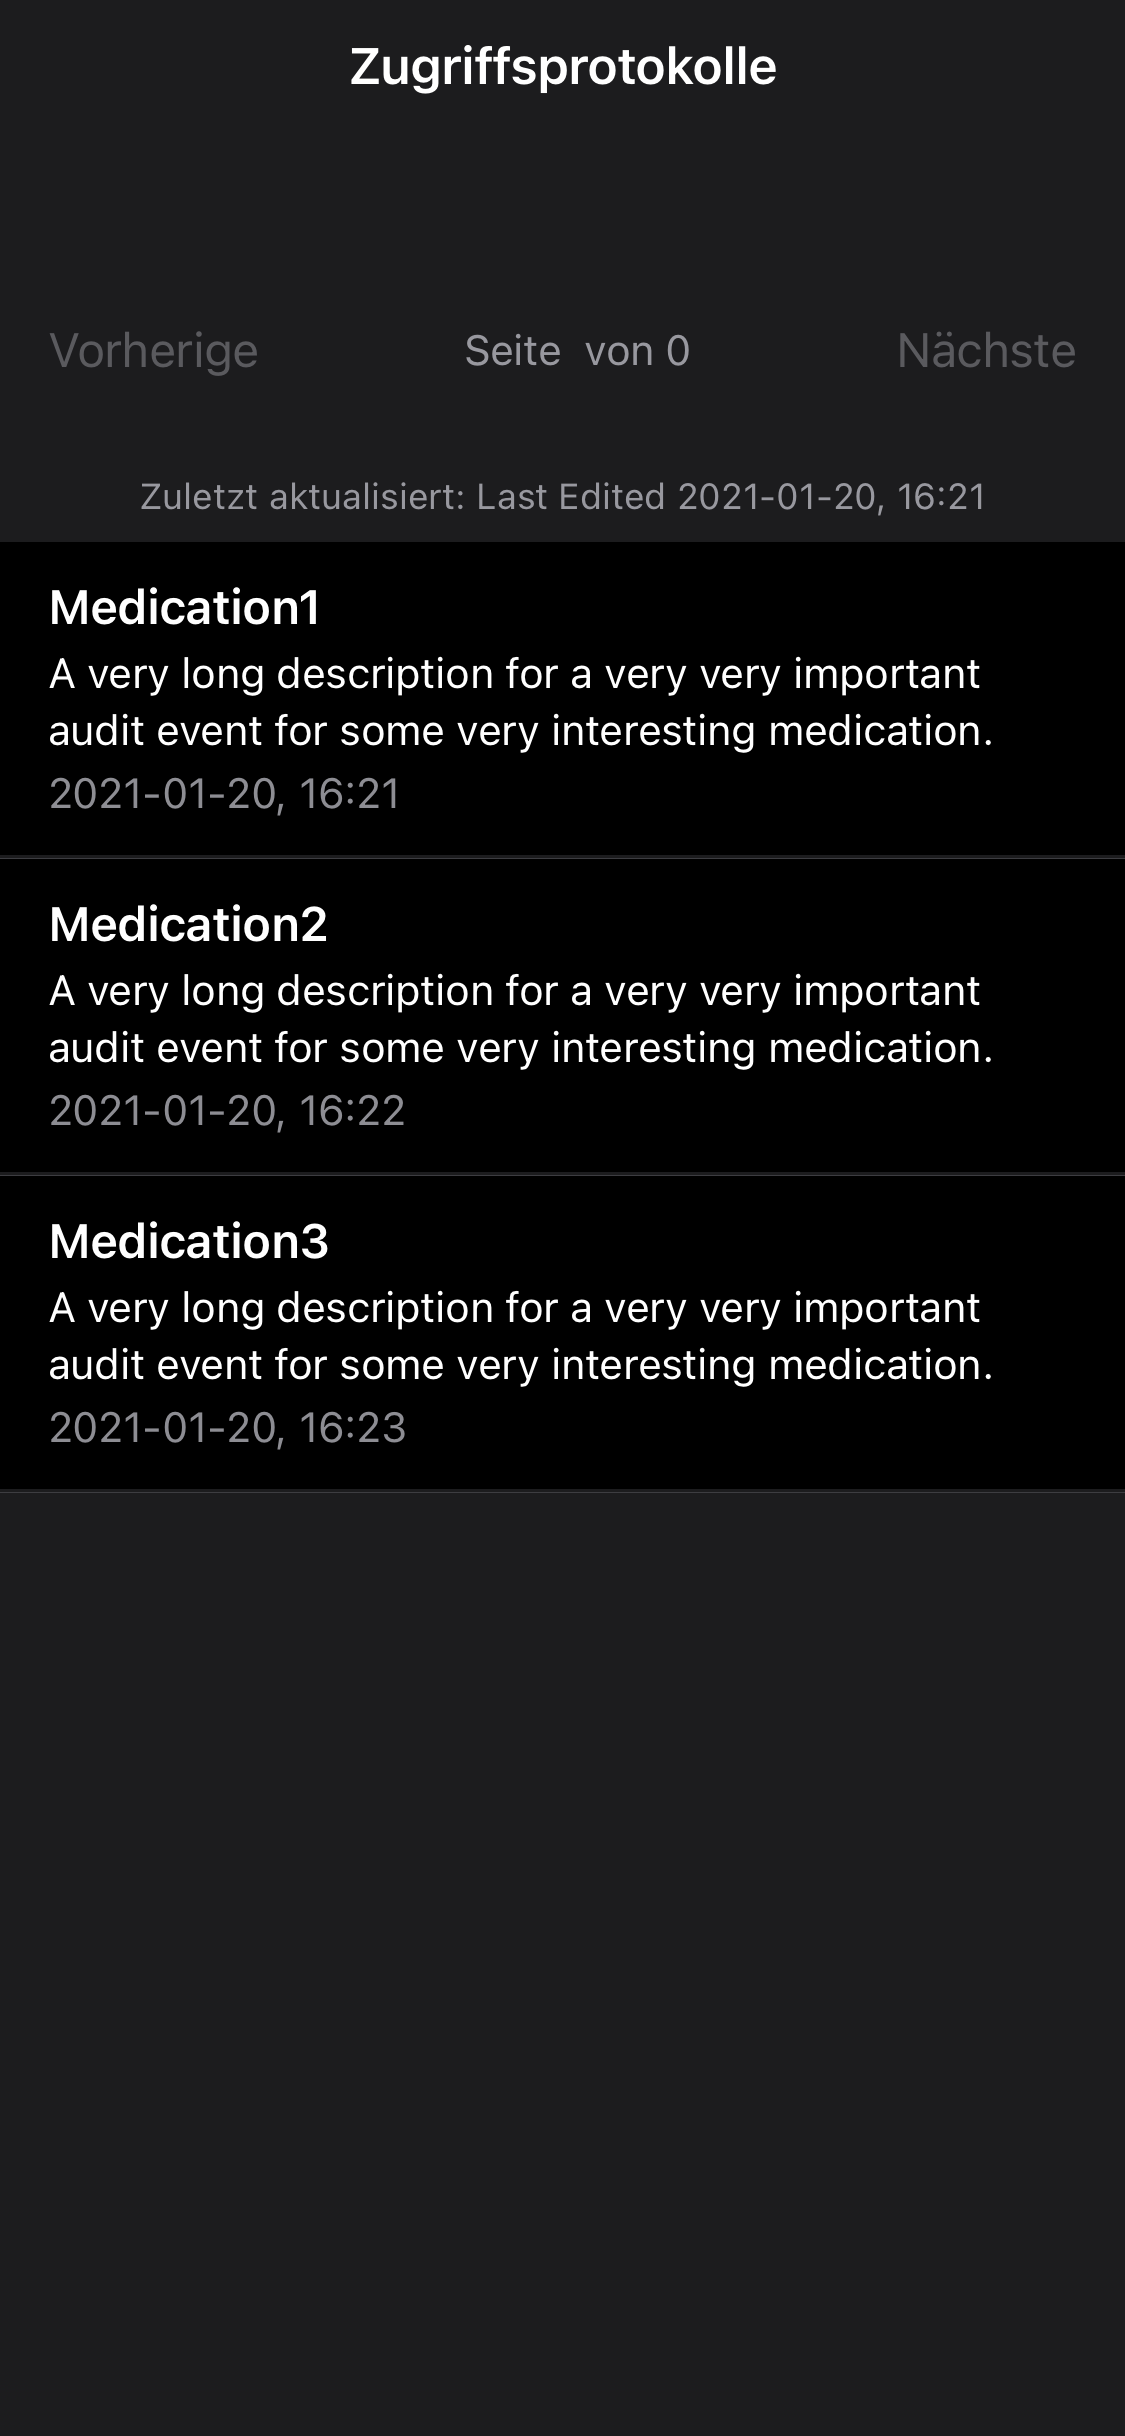 Zugriffsprotokolle
Vorherige Seite  von 0 Nächste
Zuletzt aktualisiert: Last Edited 2021-01-20, 16:21
Medication1
A very long description for a very very important
audit event for some very interesting medication.
2021-01-20, 16:21
Medication2
A very long description for a very very important
audit event for some very interesting medication.
2021-01-20, 16:22
Medication3
A very long description for a very very important
audit event for some very interesting medication.
2021-01-20, 16:23